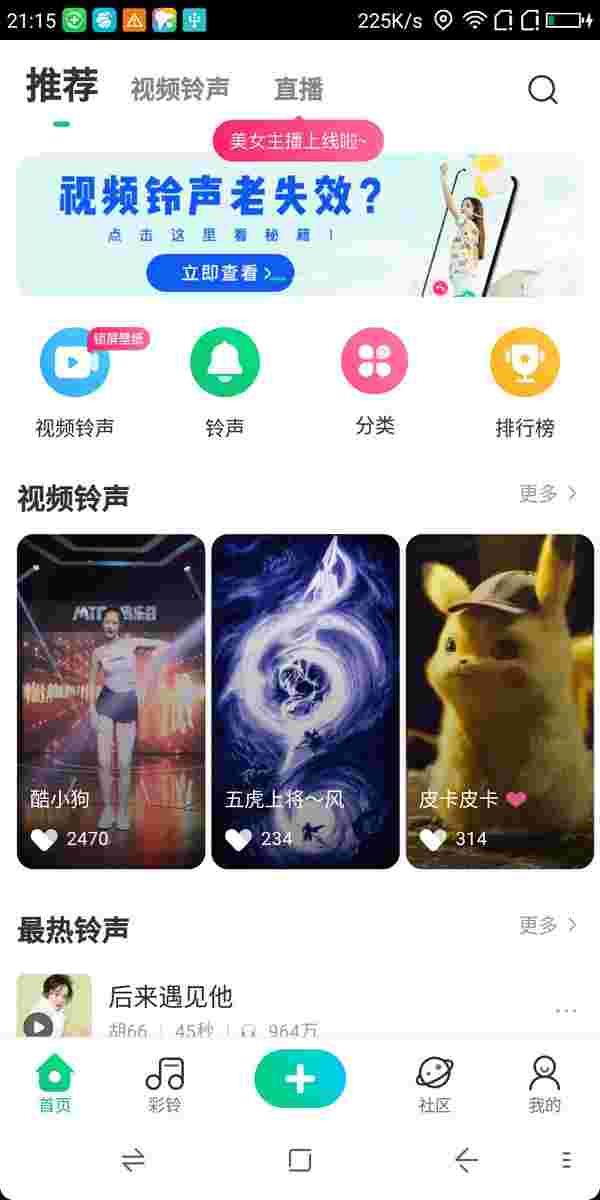 21:15
225K/s
推荐
视频铃声
直播
美女主播上线啦~
视频铃声老失效?
点击这里看秘籍!
立即查看
锁屏壁纸
视频铃声
铃声
分类
排行榜
视频铃声
更多
酷小狗
2470
五虎上将～风
234
皮卡皮卡
314
最热铃声
更多
后来遇见他
胡66
45秒
964万
首页
彩铃
社区
我的